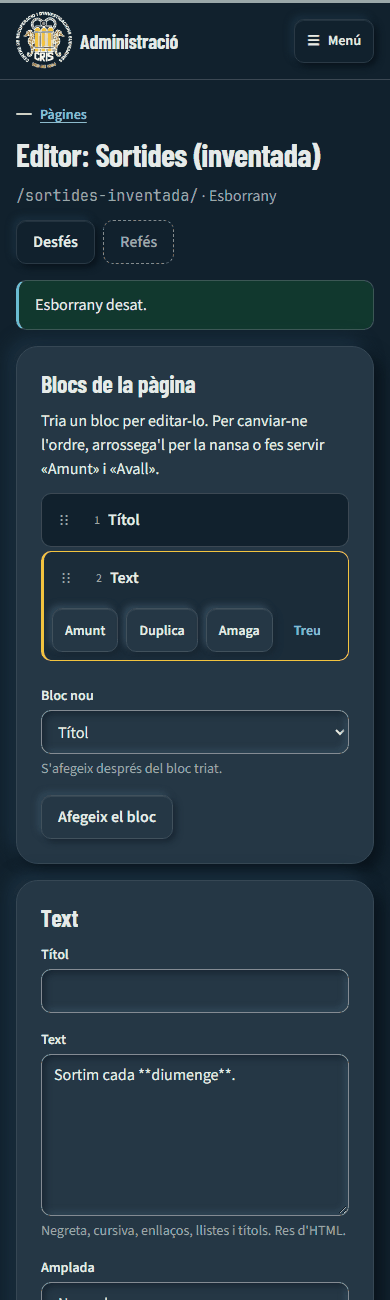 CRIS
Administració
☰ Menú
— Pàgines
Editor: Sortides (inventada)
/sortides-inventada/ · Esborrany
Desfés
Refés
Esborrany desat.
Blocs de la pàgina
Tria un bloc per editar-lo. Per canviar-ne
l'ordre, arrossega'l per la nansa o fes servir
«Amunt» i «Avall».
1 Títol
2 Text
Amunt
Duplica
Amaga
Treu
Bloc nou
Títol
S'afegeix després del bloc triat.
Afegeix el bloc
Text
Títol
Text
Sortim cada **diumenge**.
Negreta, cursiva, enllaços, llistes i títols. Res d'HTML.
Amplada